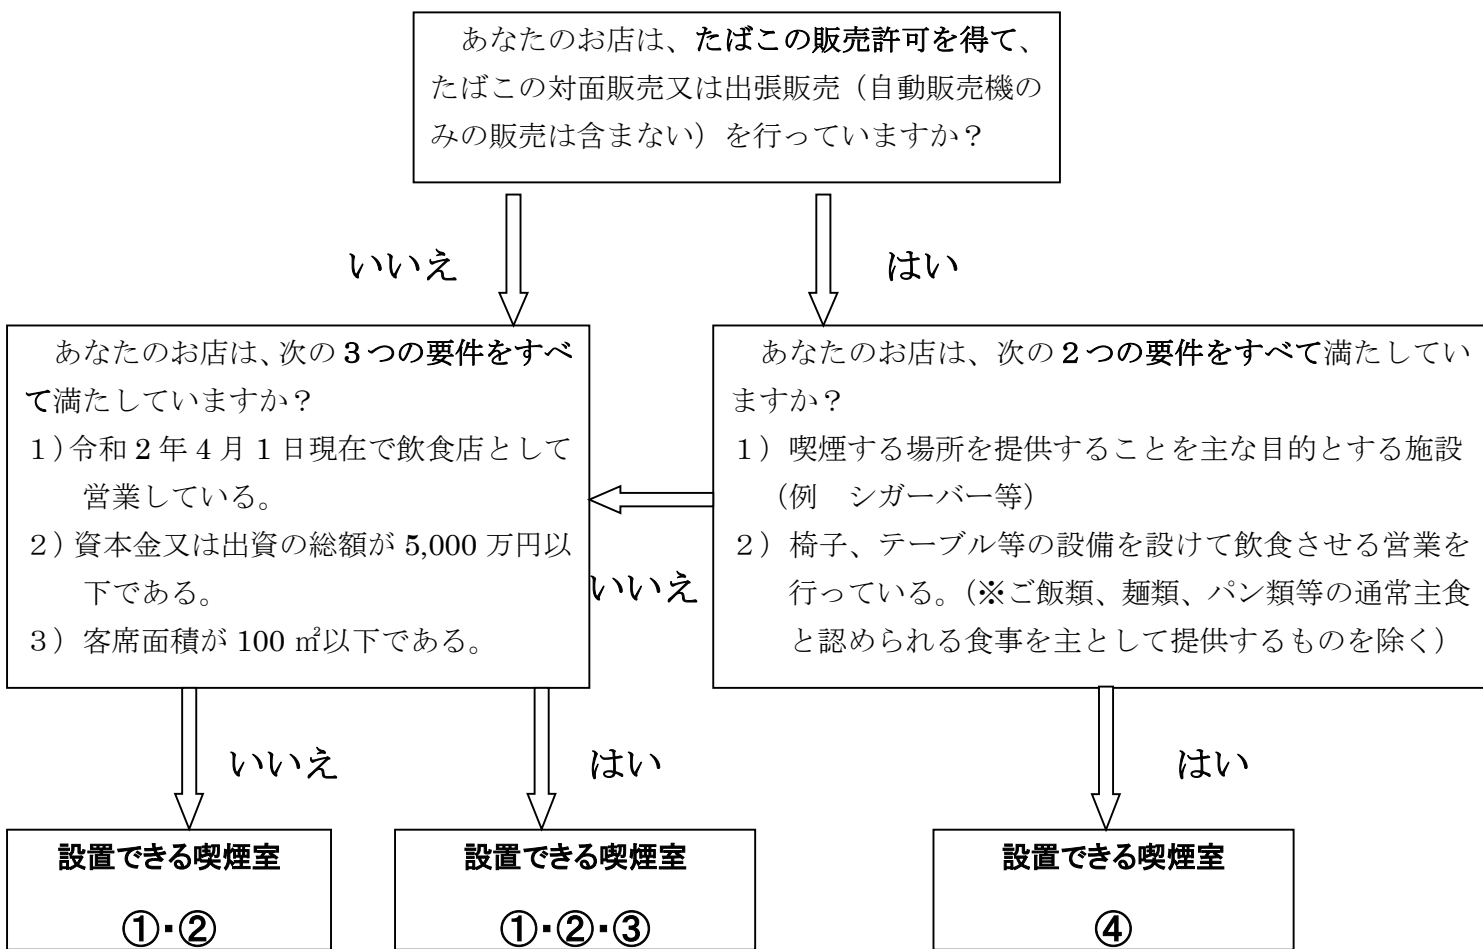 あなたのお店は、たばこの販売許可を得て、
たばこの対面販売又は出張販売（自動販売機の
みの販売は含まない）を行っていますか？
いいえ
はい
あなたのお店は、次の３つの要件をすべ
て満たしていますか？
１）令和 2 年 4 月 1 日現在で飲食店として
営業している。
２）資本金又は出資の総額が 5,000 万円以
下である。
３）客席面積が 100 ㎡以下である。
あなたのお店は、次の２つの要件をすべて満たしてい
ますか？
１）喫煙する場所を提供することを主な目的とする施設
（例　シガーバー等）
２）椅子、テーブル等の設備を設けて飲食させる営業を
行っている。（※ご飯類、麺類、パン類等の通常主食
と認められる食事を主として提供するものを除く）
いいえ
いいえ
はい
はい
設置できる喫煙室
①・②
設置できる喫煙室
①・②・③
設置できる喫煙室
④